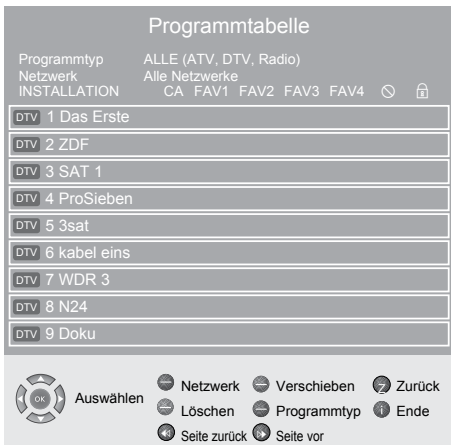 Programmtabelle
Programmtyp ALLE (ATV, DTV, Radio)
Netzwerk Alle Netzwerke
INSTALLATION CA FAV1 FAV2 FAV3 FAV4
DTV 1 Das Erste
DTV 2 ZDF
DTV 3 SAT 1
DTV 4 ProSieben
DTV 5 3sat
DTV 6 kabel eins
DTV 7 WDR 3
DTV 8 N24
DTV 9 Doku
OK Auswählen Netzwerk Verschieben Zurück
Löschen Programmtyp i Ende
Seite zurück Seite vor